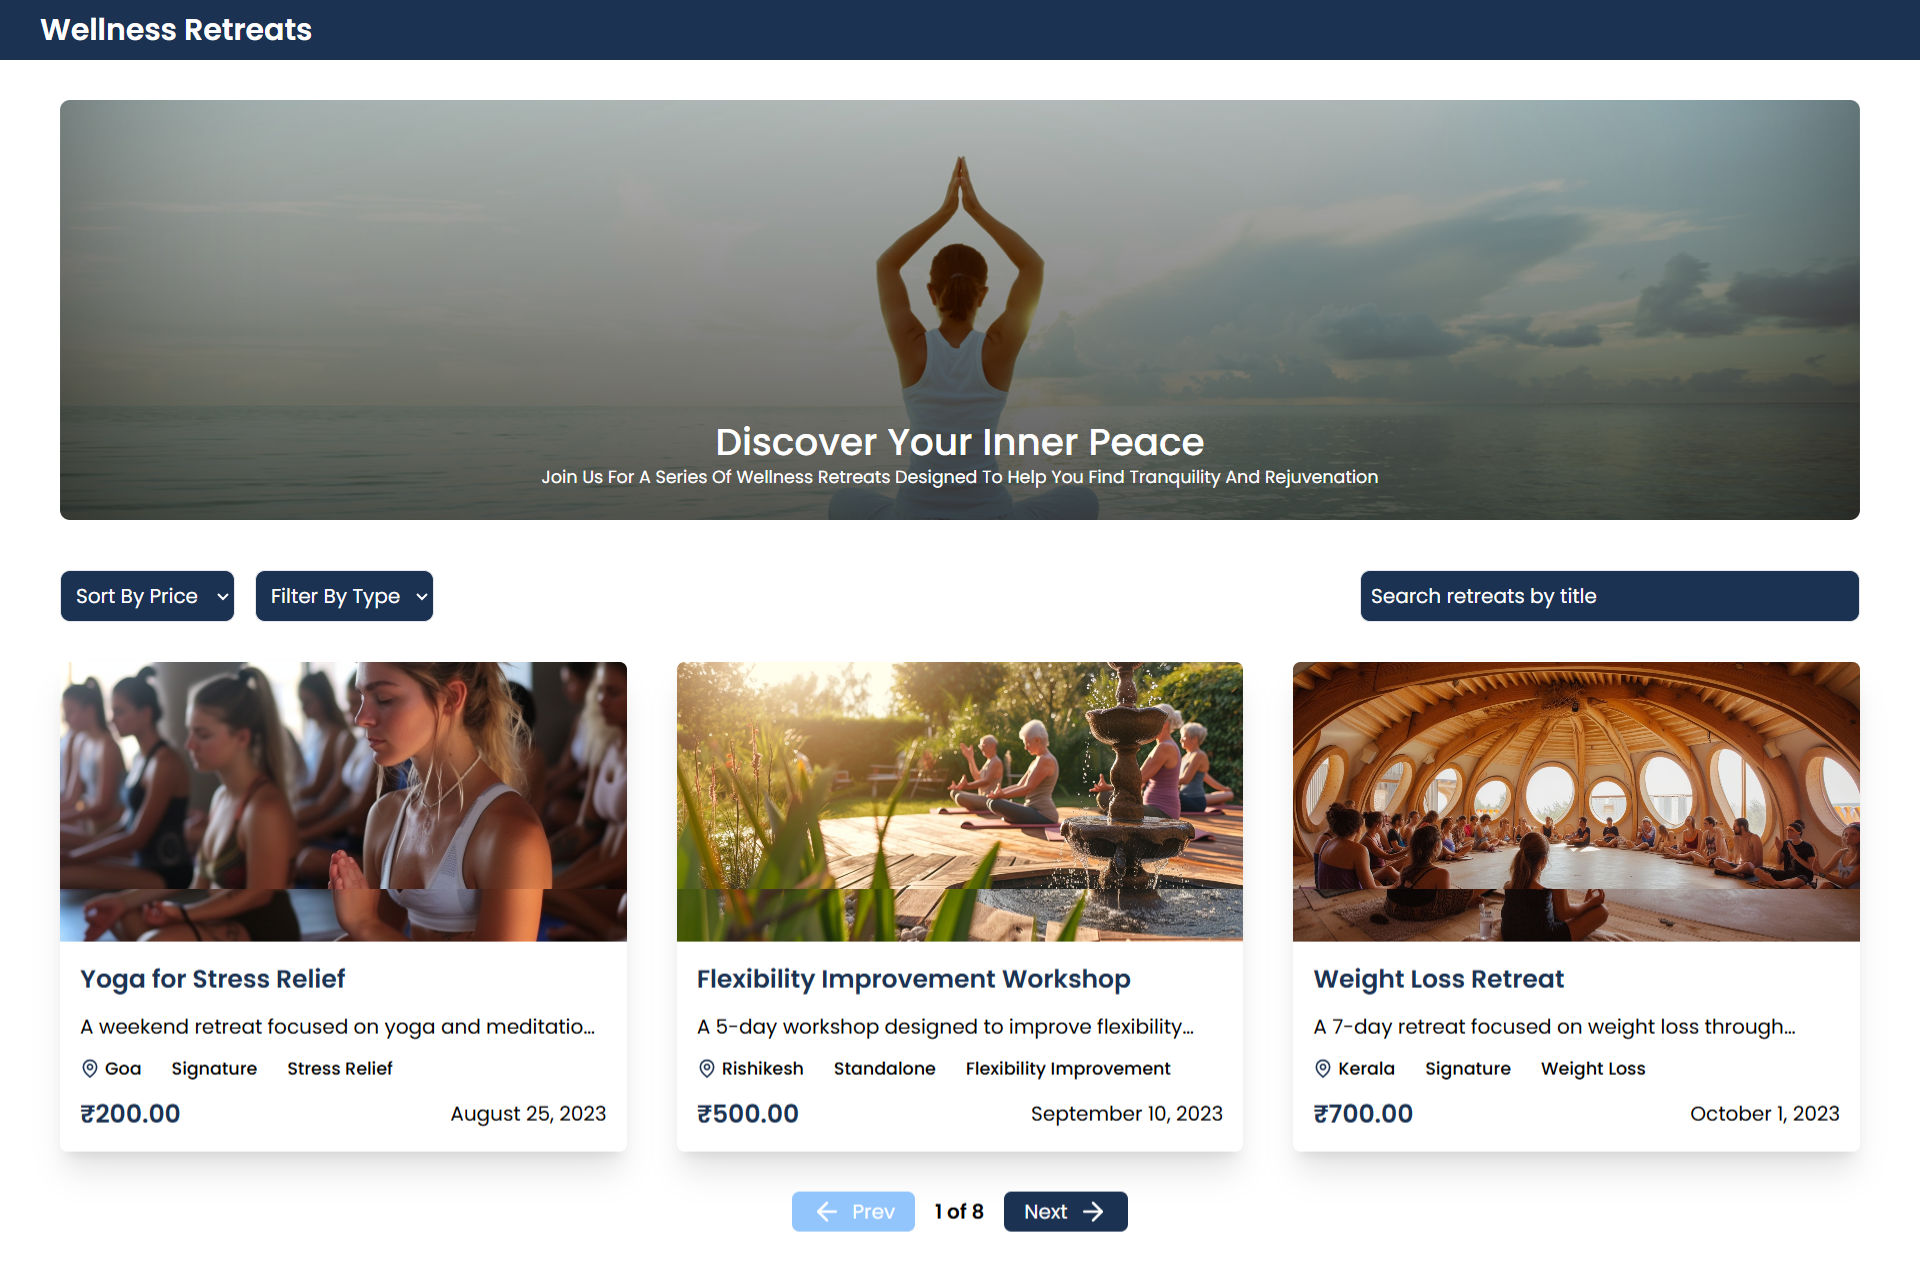 Wellness Retreats
Discover Your Inner Peace
Join Us For A Series Of Wellness Retreats Designed To Help You Find Tranquility And Rejuvenation
Sort By Price
Filter By Type
Search retreats by title
Yoga for Stress Relief
A weekend retreat focused on yoga and meditatio...
Goa Signature Stress Relief
₹200.00 August 25, 2023
Flexibility Improvement Workshop
A 5-day workshop designed to improve flexibility...
Rishikesh Standalone Flexibility Improvement
₹500.00 September 10, 2023
Weight Loss Retreat
A 7-day retreat focused on weight loss through...
Kerala Signature Weight Loss
₹700.00 October 1, 2023
Prev 1 of 8 Next